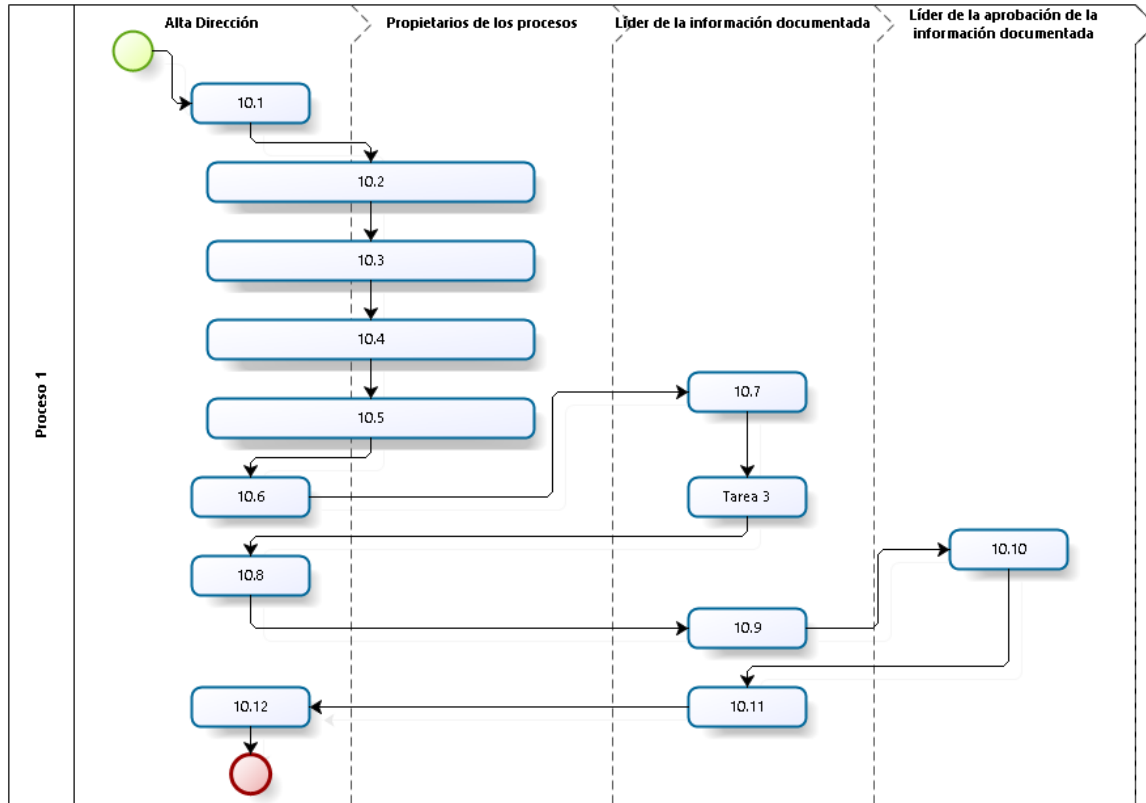 Alta Dirección
Propietarios de los procesos
Líder de la información documentada
Líder de la aprobación de la
información documentada
Proceso 1
10.1
10.2
10.3
10.4
10.5
10.6
10.7
Tarea 3
10.8
10.9
10.10
10.11
10.12